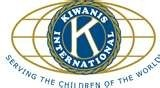 KIWANIS
K
INTERNATIONAL
SERVING THE CHILDREN OF THE WORLD